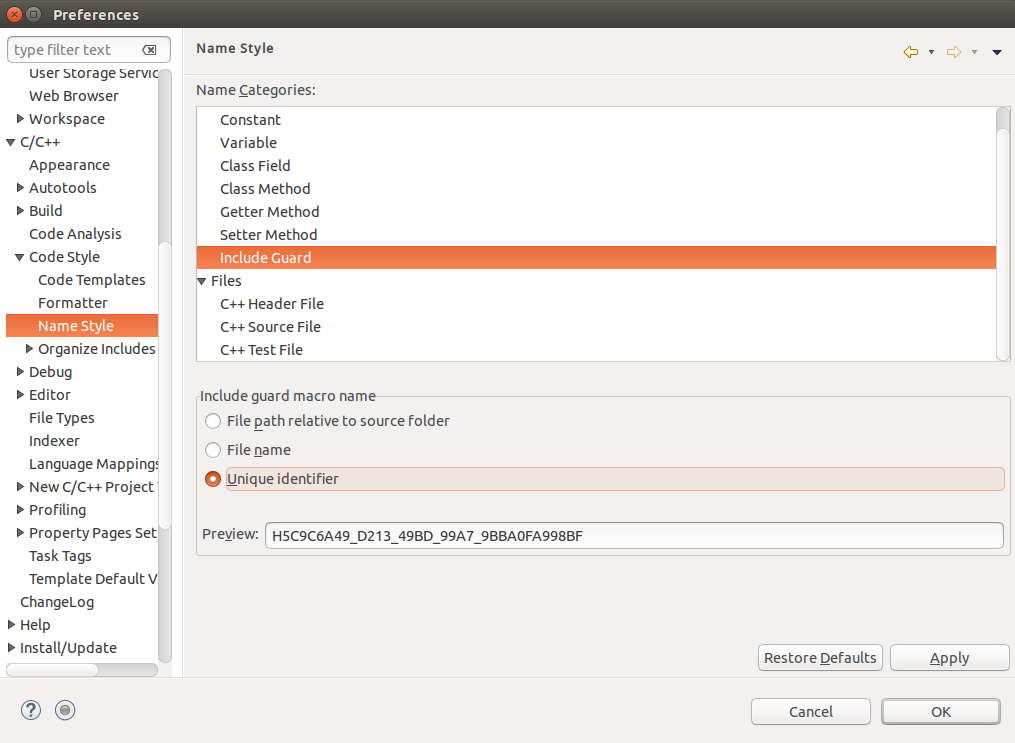 Preferences
type filter text
User Storage Servic
Web Browser
Workspace
C/C++
Appearance
Autotools
Build
Code Analysis
Code Style
Code Templates
Formatter
Name Style
Organize Includes
Debug
Editor
File Types
Indexer
Language Mappings
New C/C++ Project
Profiling
Property Pages Set
Task Tags
Template Default V
ChangeLog
Help
Install/Update
Name Style
Name Categories:
Constant
Variable
Class Field
Class Method
Getter Method
Setter Method
Include Guard
Files
C++ Header File
C++ Source File
C++ Test File
Include guard macro name
File path relative to source folder
File name
Unique identifier
Preview: H5C9C6A49_D213_49BD_99A7_9BBA0FA998BF
Restore Defaults Apply
? Cancel OK